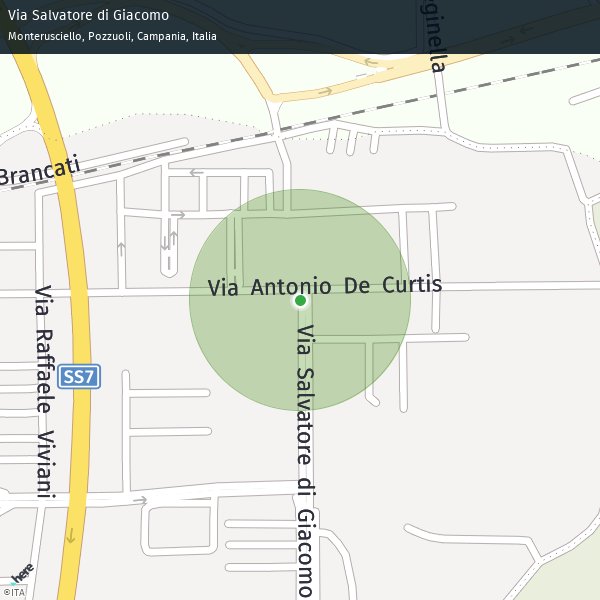 Via Salvatore di Giacomo
Monterusciello, Pozzuoli, Campania, Italia
eginella
Brancati
Via Antonio De Curtis
Via Raffaele Viviani
SS7
Via Salvatore di Giacomo
here
©ITA